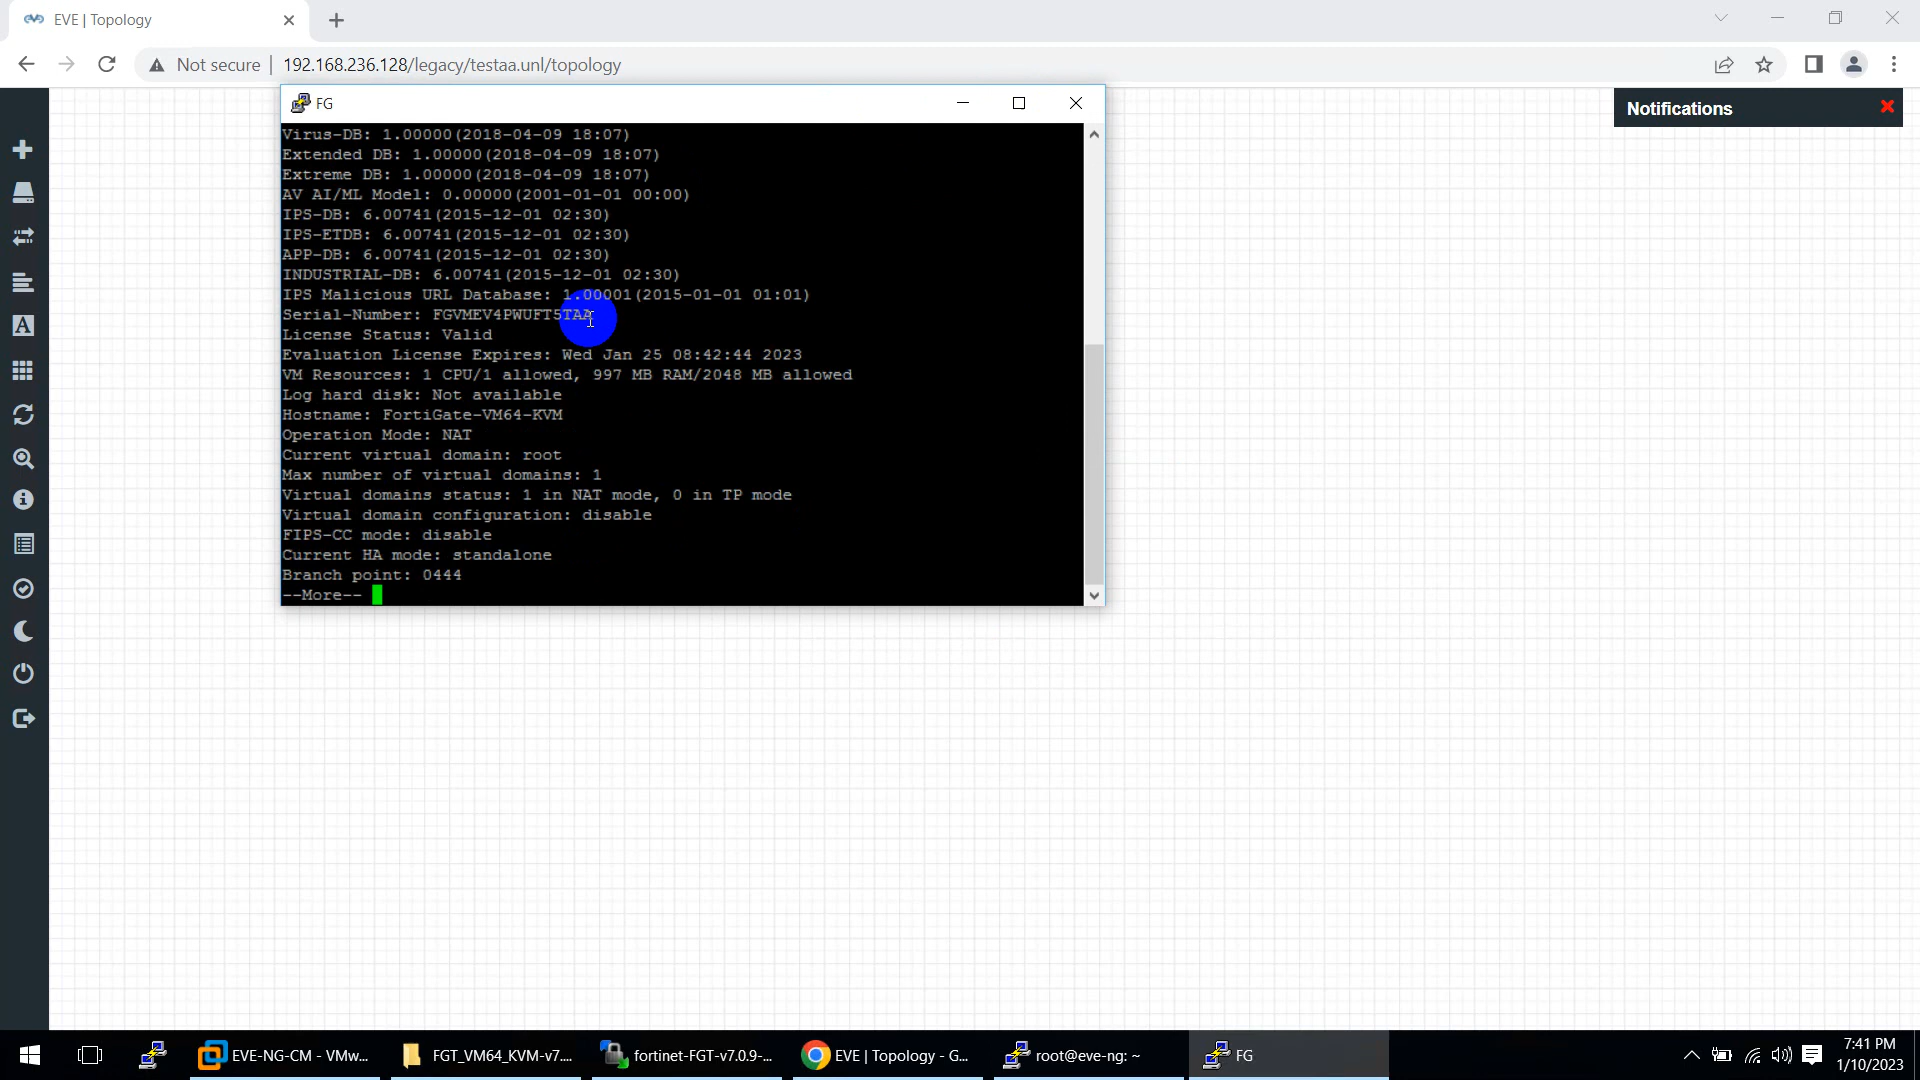 EVE | Topology
Not secure | 192.168.236.128/legacy/testaa.unl/topology
FG
Notifications
Virus-DB: 1.00000(2018-04-09 18:07)
Extended DB: 1.00000(2018-04-09 18:07)
Extreme DB: 1.00000(2018-04-09 18:07)
AV AI/ML Model: 0.00000(2001-01-01 00:00)
IPS-DB: 6.00741(2015-12-01 02:30)
IPS-ETDB: 6.00741(2015-12-01 02:30)
APP-DB: 6.00741(2015-12-01 02:30)
INDUSTRIAL-DB: 6.00741(2015-12-01 02:30)
IPS Malicious URL Database: 1.00001(2015-01-01 01:01)
Serial-Number: FGVMEV4PWUFT5TAA
License Status: Valid
Evaluation License Expires: Wed Jan 25 08:42:44 2023
VM Resources: 1 CPU/1 allowed, 997 MB RAM/2048 MB allowed
Log hard disk: Not available
Hostname: FortiGate-VM64-KVM
Operation Mode: NAT
Current virtual domain: root
Max number of virtual domains: 1
Virtual domains status: 1 in NAT mode, 0 in TP mode
Virtual domain configuration: disable
FIPS-CC mode: disable
Current HA mode: standalone
Branch point: 0444
--More--
EVE-NG-CM - VMw...
FGT_VM64_KVM-v7....
fortinet-FGT-v7.0.9-...
EVE | Topology - G...
root@eve-ng: ~
FG
7:41 PM
1/10/2023